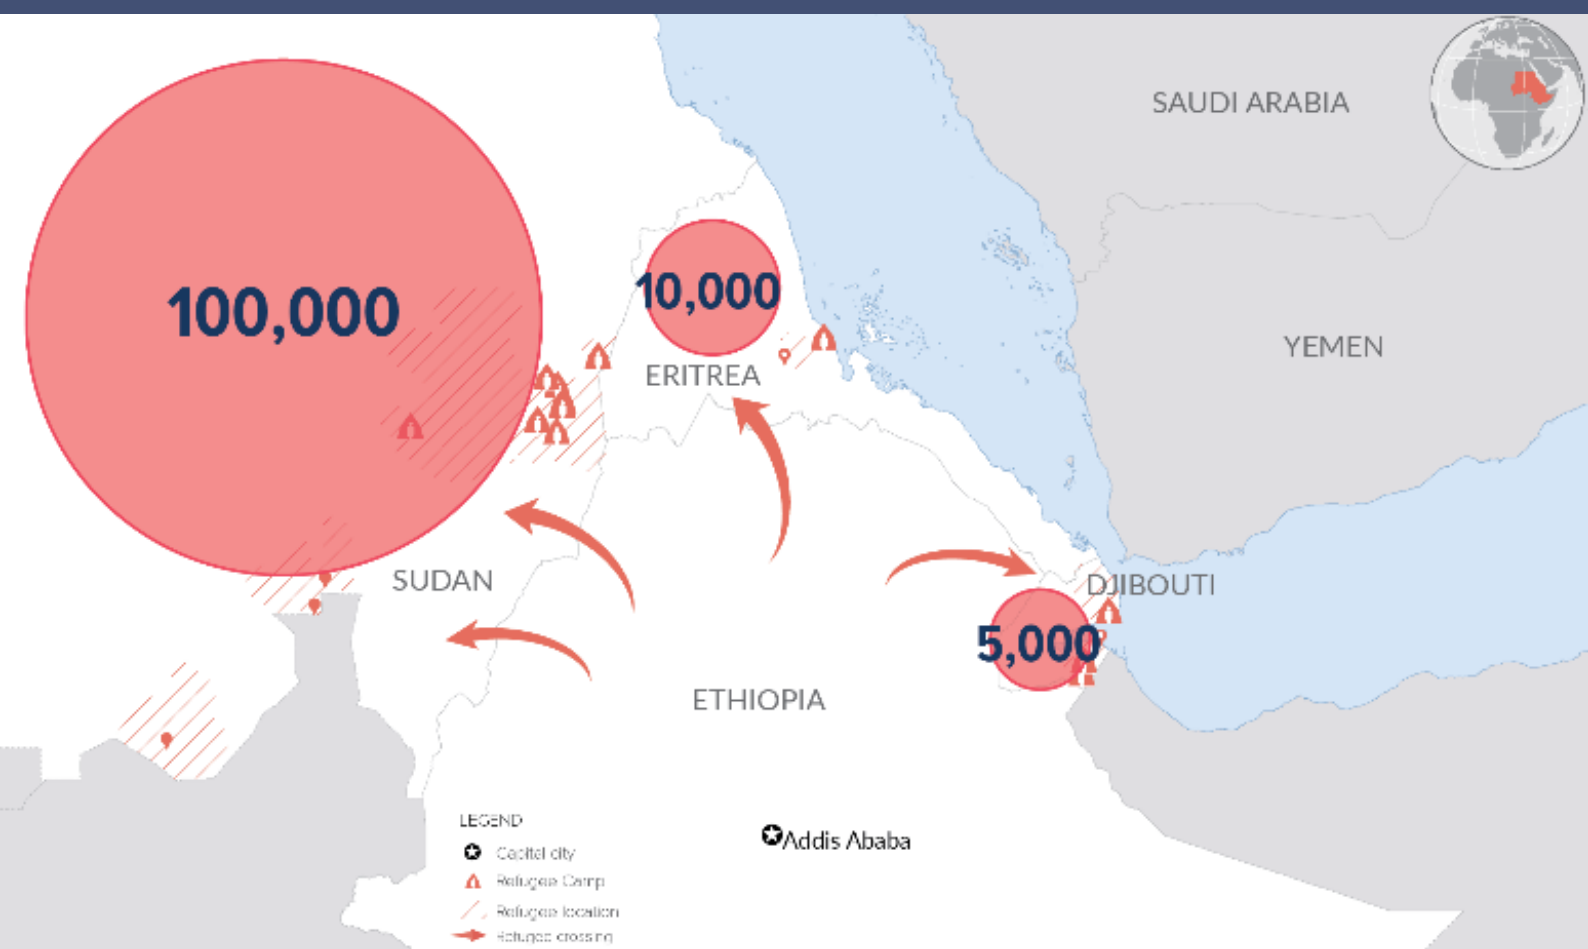 SAUDI ARABIA
100,000
10,000
YEMEN
ERITREA
SUDAN
DJIBOUTI
5,000
ETHIOPIA
Addis Ababa
LEGEND
Capital city
Refugee Camp
Refugee location
Refugee crossing